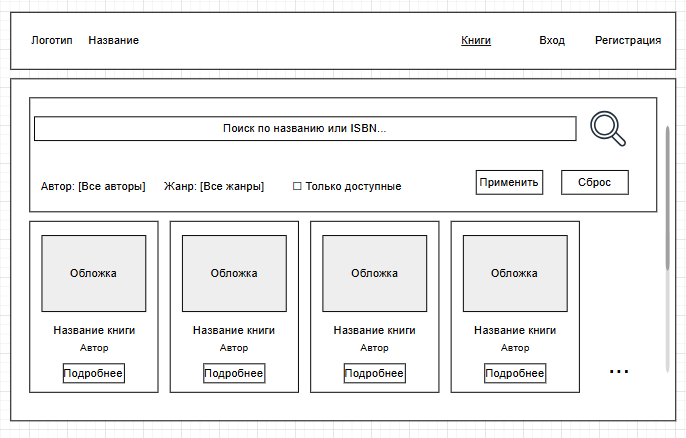 Логотип Название Книги Вход Регистрация
Поиск по названию или ISBN...
Автор: [Все авторы] Жанр: [Все жанры] ☐ Только доступные Применить Сброс
Обложка Обложка Обложка Обложка
Название книги Название книги Название книги Название книги
Автор Автор Автор Автор
Подробнее Подробнее Подробнее Подробнее ...